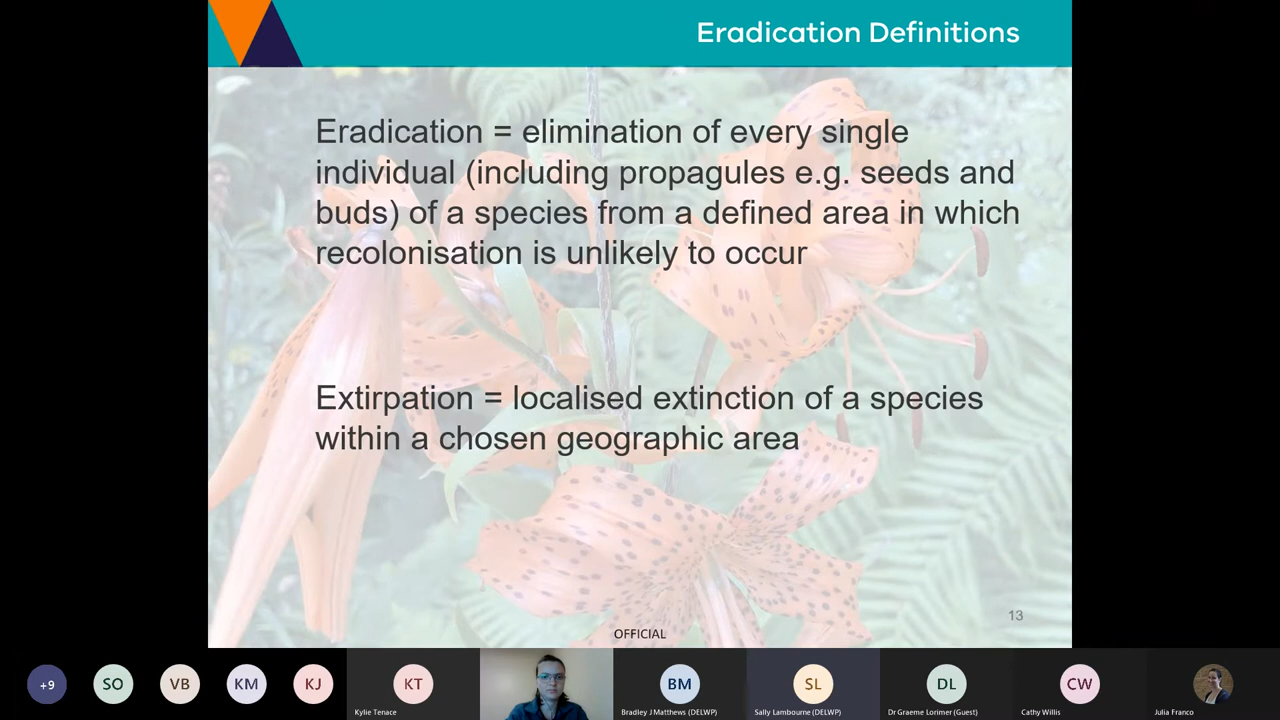 Eradication Definitions
Eradication = elimination of every single
individual (including propagules e.g. seeds and
buds) of a species from a defined area in which
recolonisation is unlikely to occur
Extirpation = localised extinction of a species
within a chosen geographic area
13
OFFICIAL
+9
SO
VB
KM
KJ
KT
BM
SL
DL
CW
Kylie Tenace
Bradley J Matthews (DELWP)
Sally Lambourne (DELWP)
Dr Graeme Lorimer (Guest)
Cathy Willis
Julia Franco